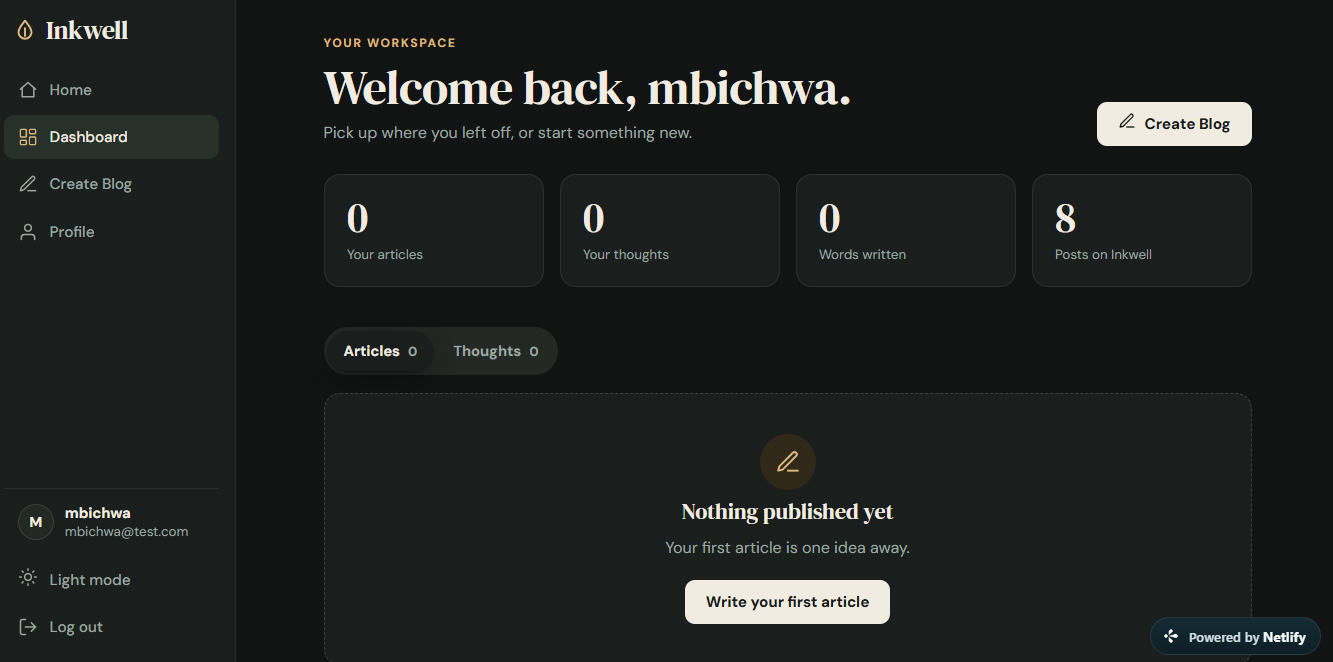 Inkwell
Home
Dashboard
Create Blog
Profile
mbichwa
M
mbichwa@test.com
Light mode
Log out
YOUR WORKSPACE
Welcome back, mbichwa.
Pick up where you left off, or start something new.
Create Blog
0
Your articles
0
Your thoughts
0
Words written
8
Posts on Inkwell
Articles 0
Thoughts 0
Nothing published yet
Your first article is one idea away.
Write your first article
Powered by Netlify